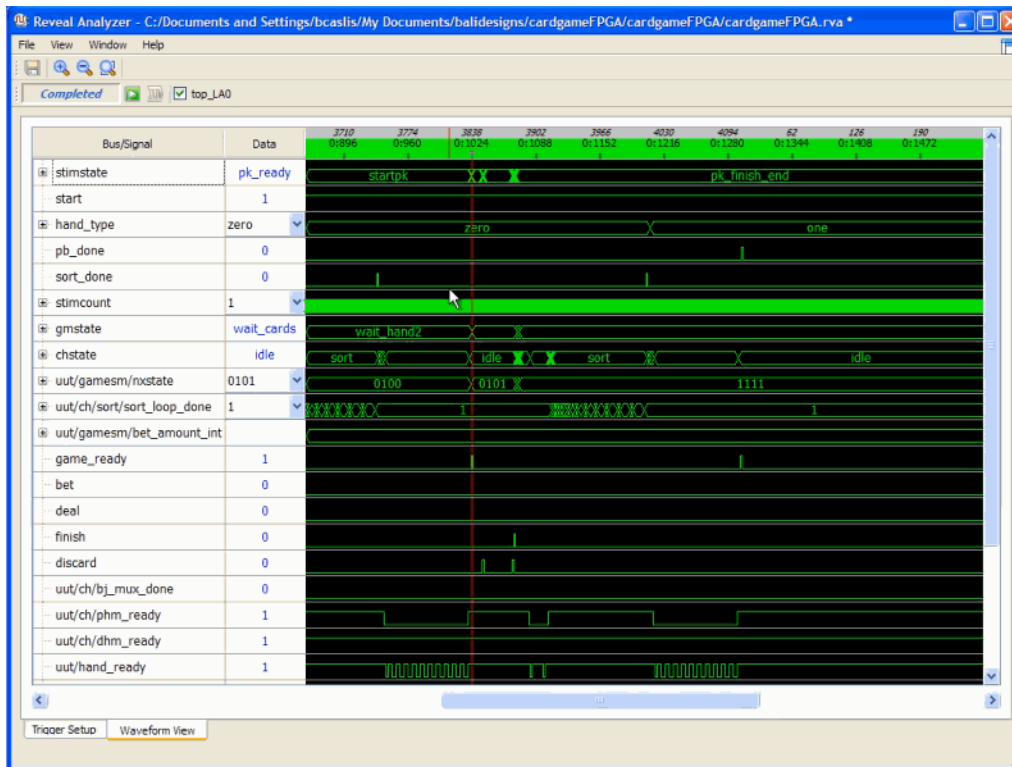 Reveal Analyzer - C:/Documents and Settings/bcaslis/My Documents/balidesigns/cardgameFPGA/cardgameFPGA/cardgameFPGA.rva *
File View Window Help
Completed top_LA0
3710 3774 3838 3902 3966 4030 4094 62 126 190
Bus/Signal Data 0:896 0:960 0:1024 0:1088 0:1152 0:1216 0:1280 0:1344 0:1408 0:1472
stimstate pk_ready startpk pk_finish_end
start 1
hand_type zero zero one
pb_done 0
sort_done 0
stimcount 1
gmstate wait_cards wait_hand2
chstate idle sort idle sort idle
uut/gamesm/nxstate 0101 0100 0101 1111
uut/ch/sort/sort_loop_done 1 1 1
uut/gamesm/bet_amount_int
game_ready 1
bet 0
deal 0
finish 0
discard 0
uut/ch/bj_mux_done 0
uut/ch/phm_ready 1
uut/ch/dhm_ready 1
uut/hand_ready 1
Trigger Setup Waveform View